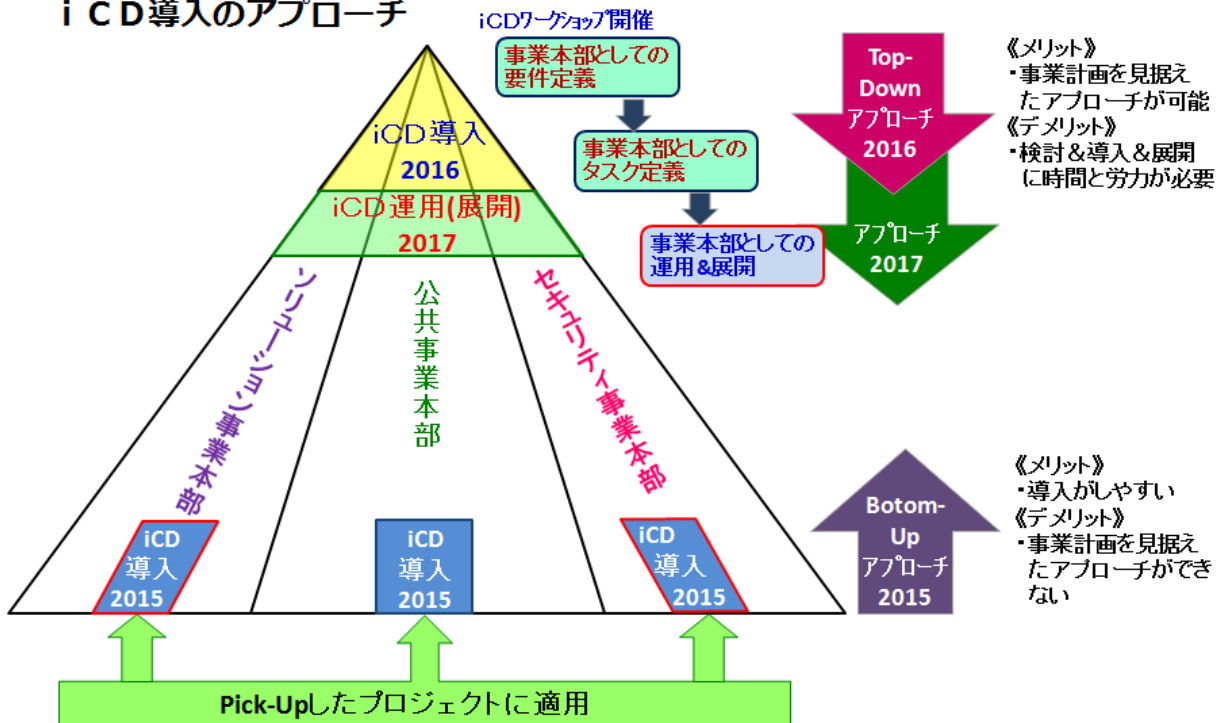 ｉＣＤ導入のアプローチ
iCDﾜｰｸｼｮｯﾌﾟ開催
事業本部としての
要件定義
事業本部としての
タスク定義
事業本部としての
運用&展開
iCD導入
2016
iCD運用(展開)
2017
ソリューション事業本部
公共事業本部
セキュリティ事業本部
iCD
導入
2015
iCD
導入
2015
iCD
導入
2015
Pick-Upしたプロジェクトに適用
Top-
Down
アプローチ
2016
アプローチ
2017
《メリット》
・事業計画を見据え
たアプローチが可能
《デメリット》
・検討＆導入＆展開
に時間と労力が必要
Botom-
Up
アプローチ
2015
《メリット》
・導入がしやすい
《デメリット》
・事業計画を見据え
たアプローチができ
ない